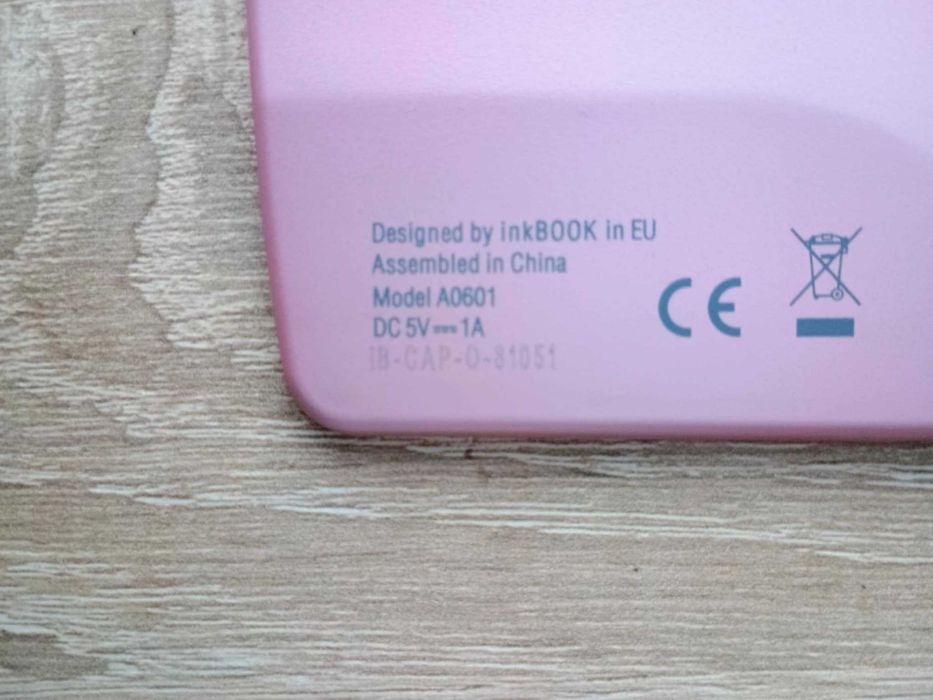 Designed by inkBOOK in EU
Assembled in China
Model A0601
DC 5V⎓1A
IB-CAP-O-81051
CE